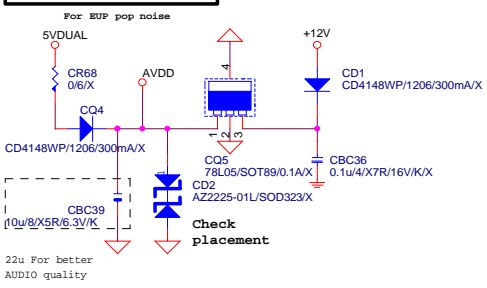 For EUP pop noise
5VDUAL
+12V
CR68
0/6/X
AVDD
4
CD1
CD4148WP/1206/300mA/X
CQ4
CD4148WP/1206/300mA/X
1
2
3
CQ5
78L05/SOT89/0.1A/X
CBC36
0.1u/4/X7R/16V/K/X
1
CD2
AZ2225-01L/SOD323/X
CBC39
10u/8/X5R/6.3V/K
Check
placement
22u For better
AUDIO quality